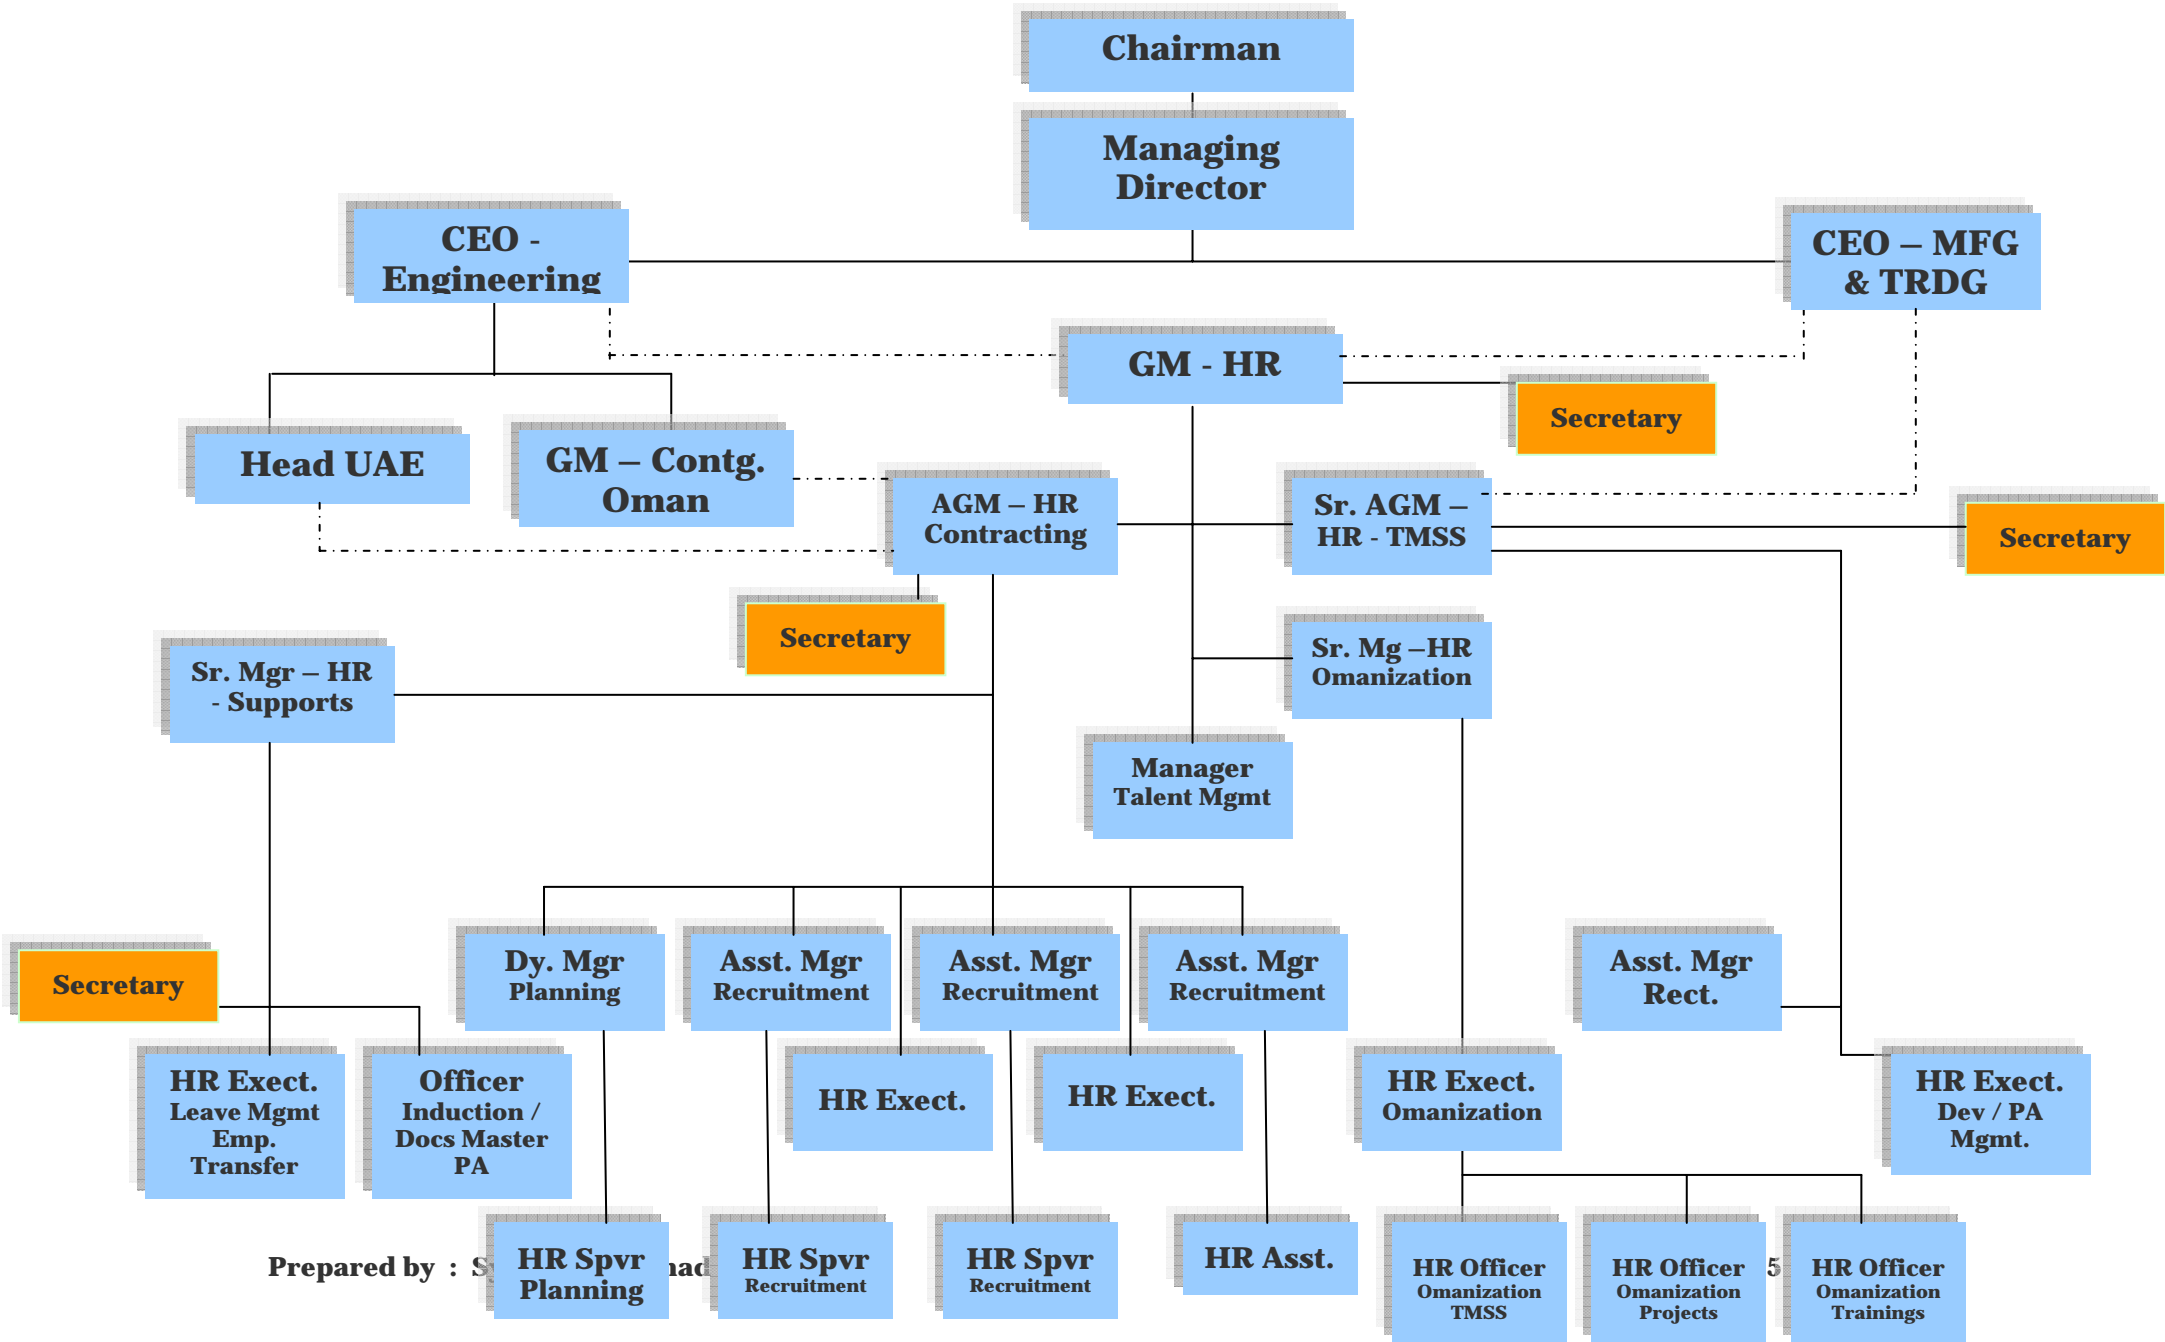 Chairman
Managing
Director
CEO -
Engineering
CEO – MFG
& TRDG
GM - HR
Secretary
Head UAE
GM – Contg.
Oman
AGM – HR
Contracting
Sr. AGM –
HR - TMSS
Secretary
Secretary
Sr. Mgr – HR
- Supports
Sr. Mg –HR
Omanization
Manager
Talent Mgmt
Secretary
Dy. Mgr
Planning
Asst. Mgr
Recruitment
Asst. Mgr
Recruitment
Asst. Mgr
Recruitment
Asst. Mgr
Rect.
HR Exect.
Leave Mgmt
Emp.
Transfer
Officer
Induction /
Docs Master
PA
HR Exect.
HR Exect.
HR Exect.
Omanization
HR Exect.
Dev / PA
Mgmt.
Prepared by :
HR Spvr
Planning
HR Spvr
Recruitment
HR Spvr
Recruitment
HR Asst.
HR Officer
Omanization
TMSS
HR Officer
Omanization
Projects
5
HR Officer
Omanization
Trainings